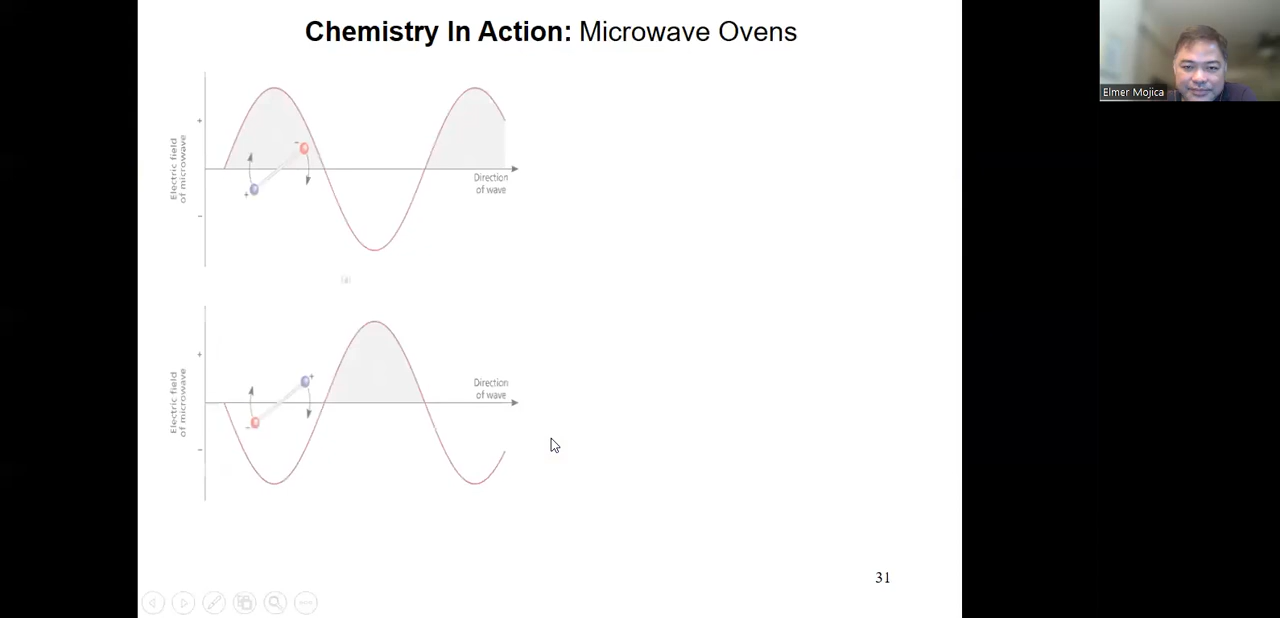 Chemistry In Action: Microwave Ovens
Elmer Mojica
+
Electric field
of microwave
-
-
+
Direction
of wave
+
Electric field
of microwave
-
+
-
Direction
of wave
31